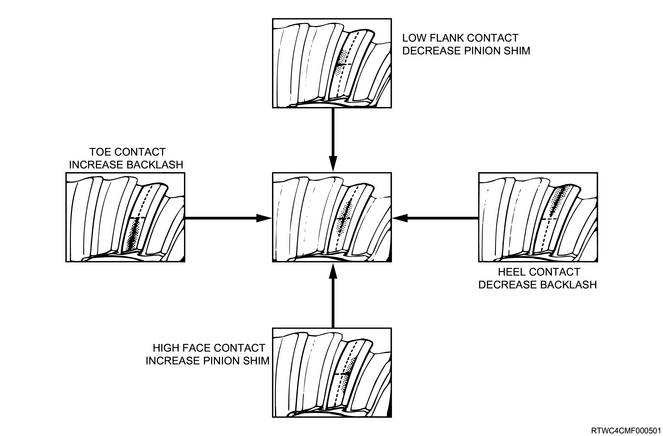 LOW FLANK CONTACT
DECREASE PINION SHIM
TOE CONTACT
INCREASE BACKLASH
HEEL CONTACT
DECREASE BACKLASH
HIGH FACE CONTACT
INCREASE PINION SHIM
RTWC4CMF000501